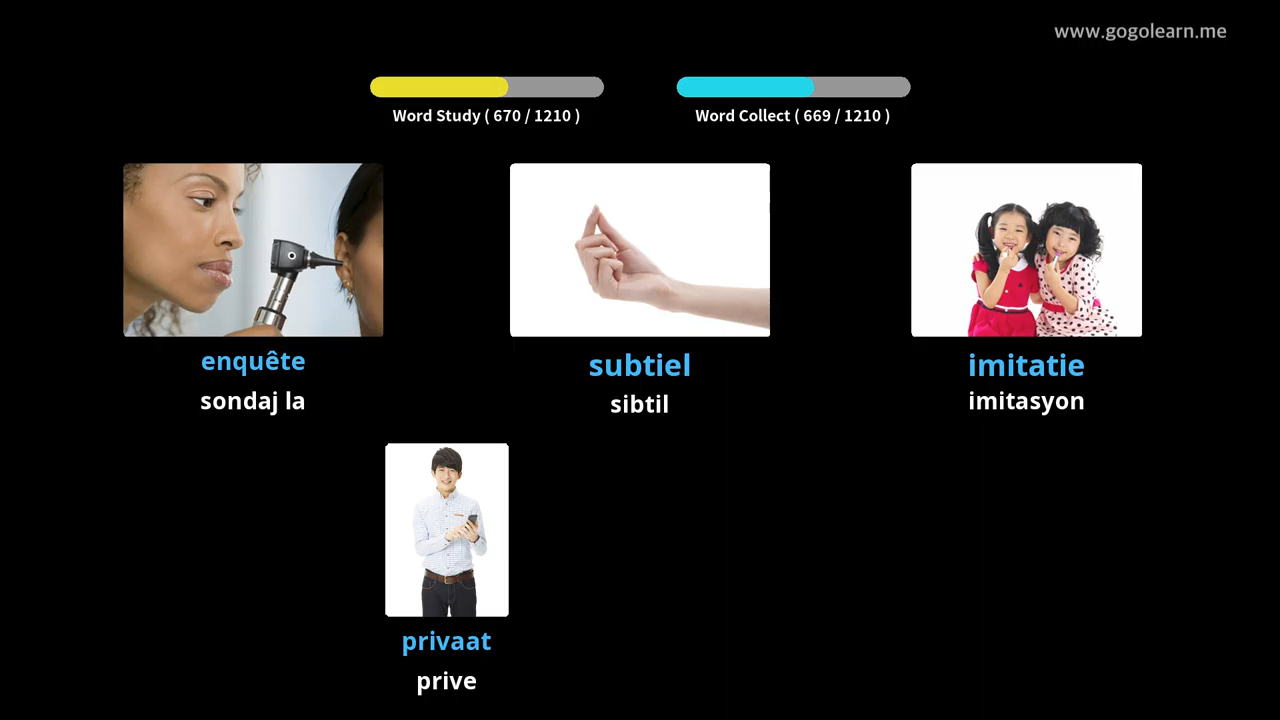 www.gogolearn.me
Word Study ( 670 / 1210 )
Word Collect ( 669 / 1210 )
enquête
sondaj la
subtiel
sibtil
imitatie
imitasyon
privaat
prive